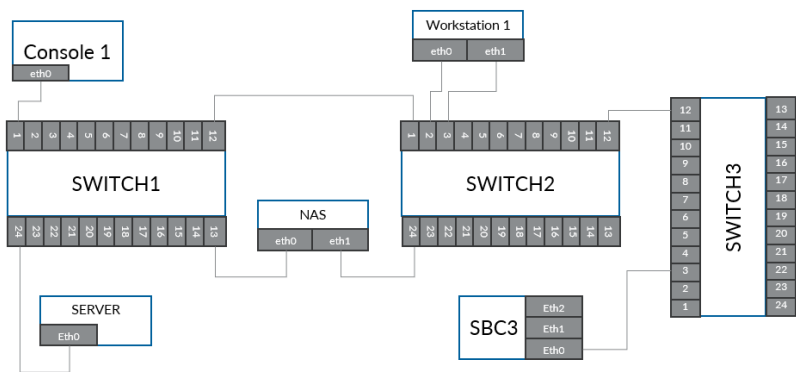 Workstation 1
eth0 eth1
Console 1
eth0
1 2 3 4 5 6 7 8 9 10 11 12
SWITCH1
24 23 22 21 20 19 18 17 16 15 14 13
1 2 3 4 5 6 7 8 9 10 11 12
SWITCH2
24 23 22 21 20 19 18 17 16 15 14 13
12 13
11 14
10 15
9 16
8 17
7 18
6 19
5 20
4 21
3 22
2 23
1 24
SWITCH3
NAS
eth0 eth1
SERVER
Eth0
SBC3
Eth2
Eth1
Eth0